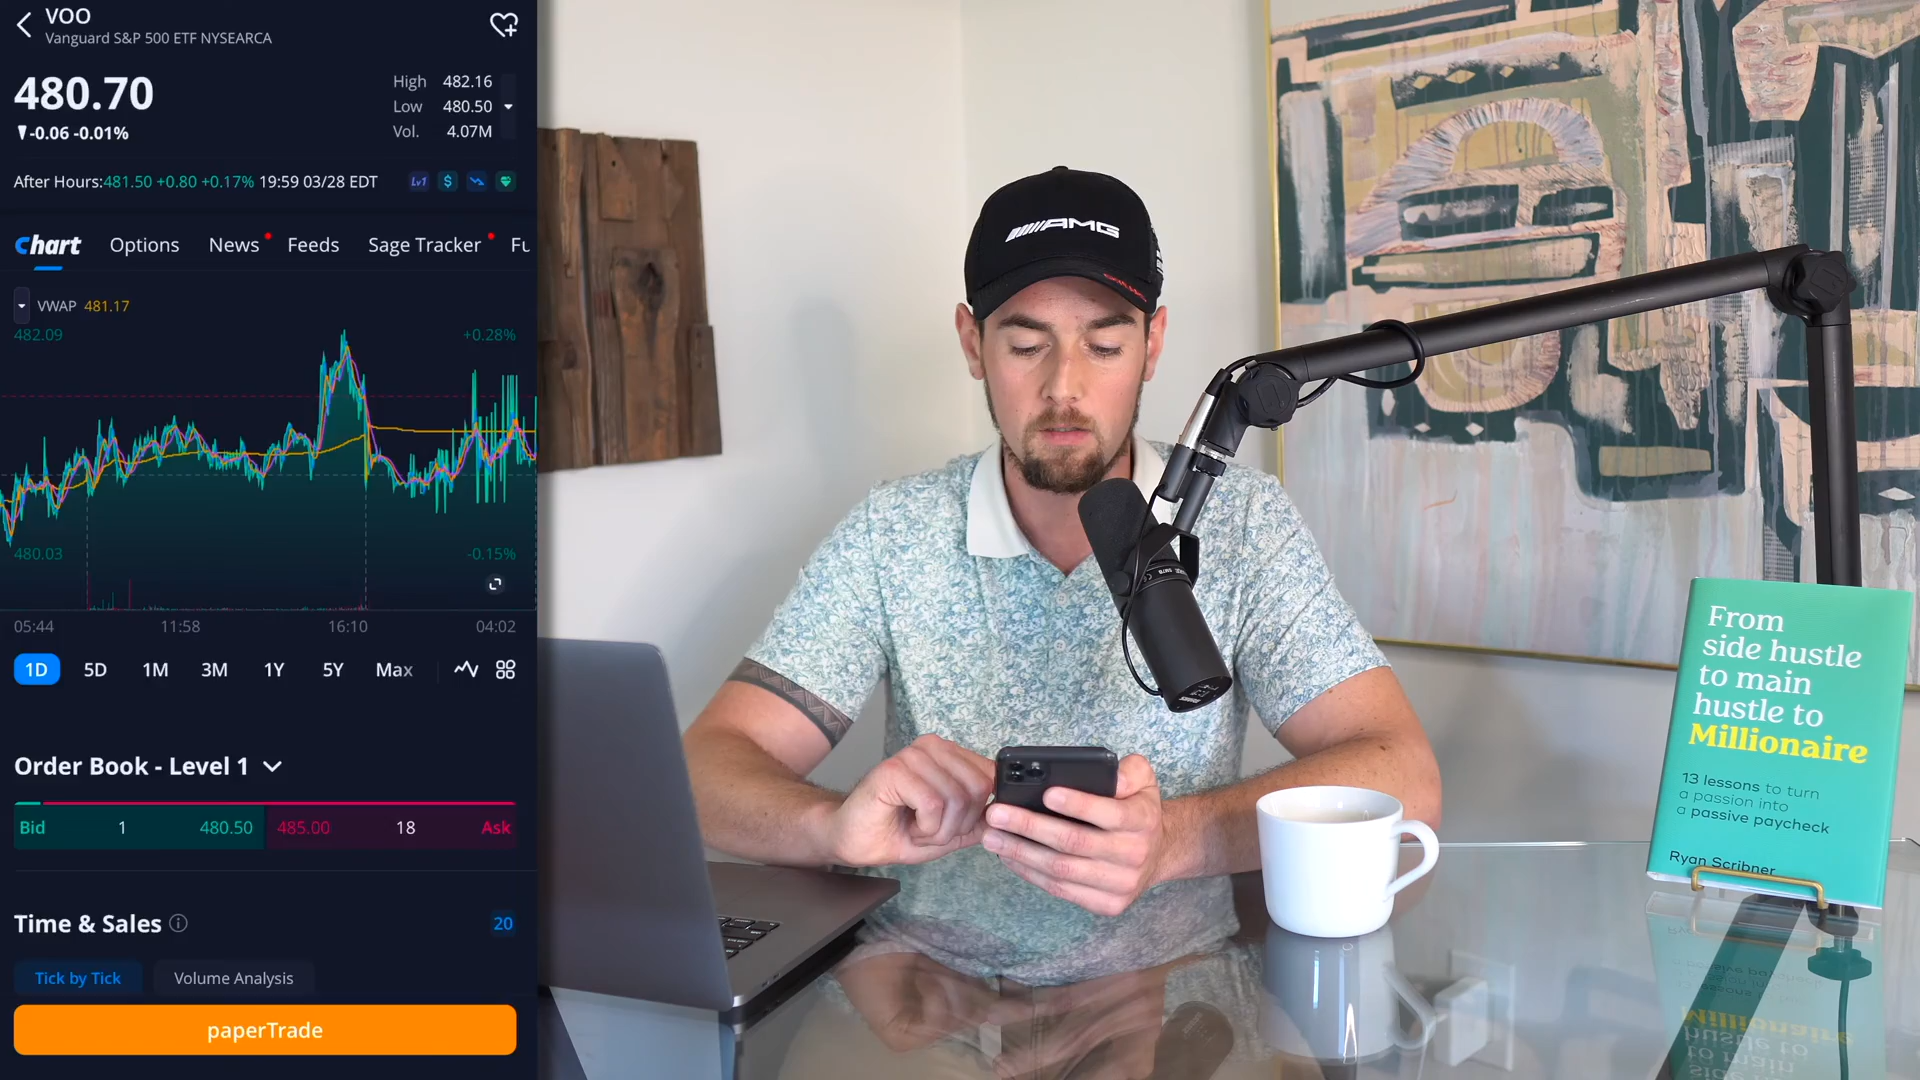 VOO
Vanguard S&P 500 ETF NYSEARCA
480.70
-0.06 -0.01%
High 482.16
Low 480.50
Vol. 4.07M
After Hours:481.50 +0.80 +0.17% 19:59 03/28 EDT
Lv1 $
Chart Options News Feeds Sage Tracker Fu
VWAP 481.17
482.09 +0.28%
480.03 -0.15%
05:44 11:58 16:10 04:02
1D 5D 1M 3M 1Y 5Y Max
Order Book - Level 1
Bid 1 480.50 485.00 18 Ask
Time & Sales 20
Tick by Tick Volume Analysis
paperTrade
AMG
From
side hustle
to main
hustle to
Millionaire
13 lessons to turn
a passion into
a passive paycheck
Ryan Scribner